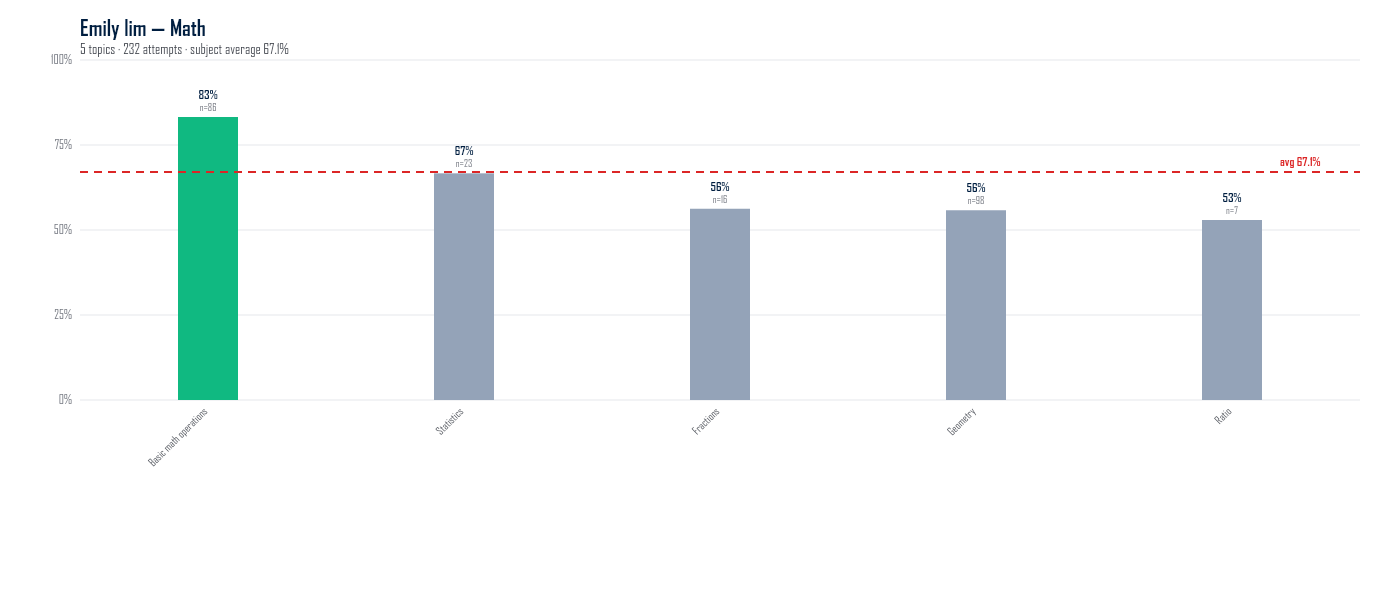 Emily lim — Math
5 topics · 232 attempts · subject average 67.1%
100%
75%
50%
25%
0%
83%
n=86
67%
n=23
56%
n=16
56%
n=98
53%
n=7
avg 67.1%
Basic math operations
Statistics
Fractions
Geometry
Ratio